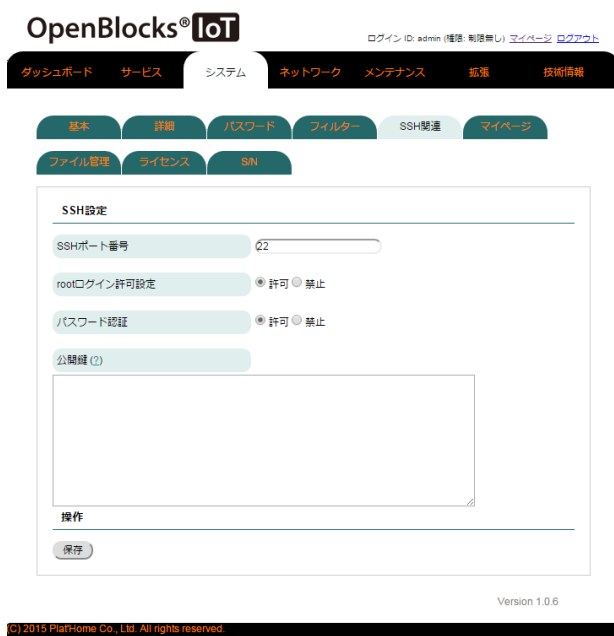 OpenBlocks® IoT
ログイン ID: admin (権限: 制限無し) マイページ ログアウト
ダッシュボード サービス システム ネットワーク メンテナンス 拡張 技術情報
基本 詳細 パスワード フィルター SSH関連 マイページ
ファイル管理 ライセンス S/N
SSH設定
SSHポート番号 22
rootログイン許可設定 許可 禁止
パスワード認証 許可 禁止
公開鍵 (?)
操作
保存
Version 1.0.6
(C) 2015 Plat'Home Co., Ltd. All rights reserved.